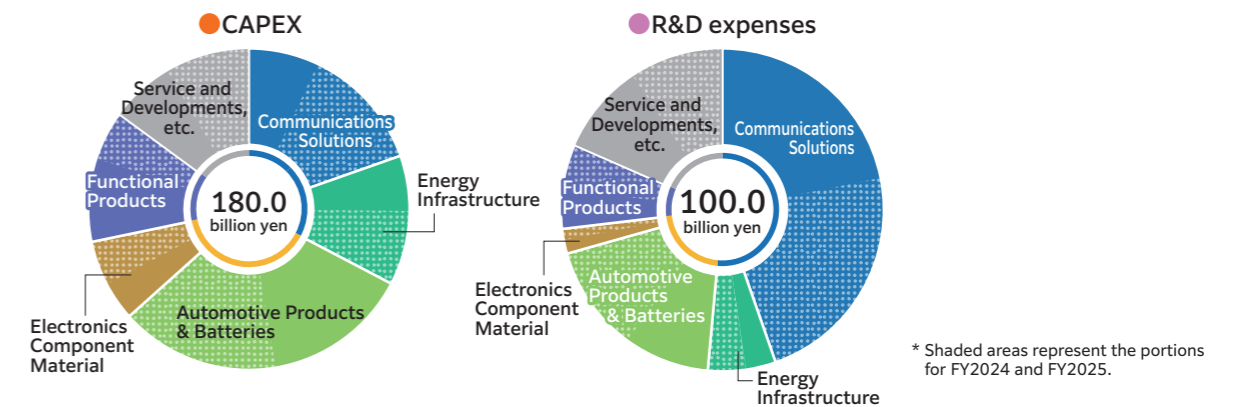 CAPEX
Service and
Developments,
etc.
Communications
Solutions
Functional
Products
180.0
billion yen
Energy
Infrastructure
Electronics
Component
Material
Automotive Products
& Batteries
R&D expenses
Service and
Developments,
etc.
Communications
Solutions
Functional
Products
100.0
billion yen
Electronics
Component
Material
Automotive
Products
& Batteries
Energy
Infrastructure
* Shaded areas represent the portions
for FY2024 and FY2025.